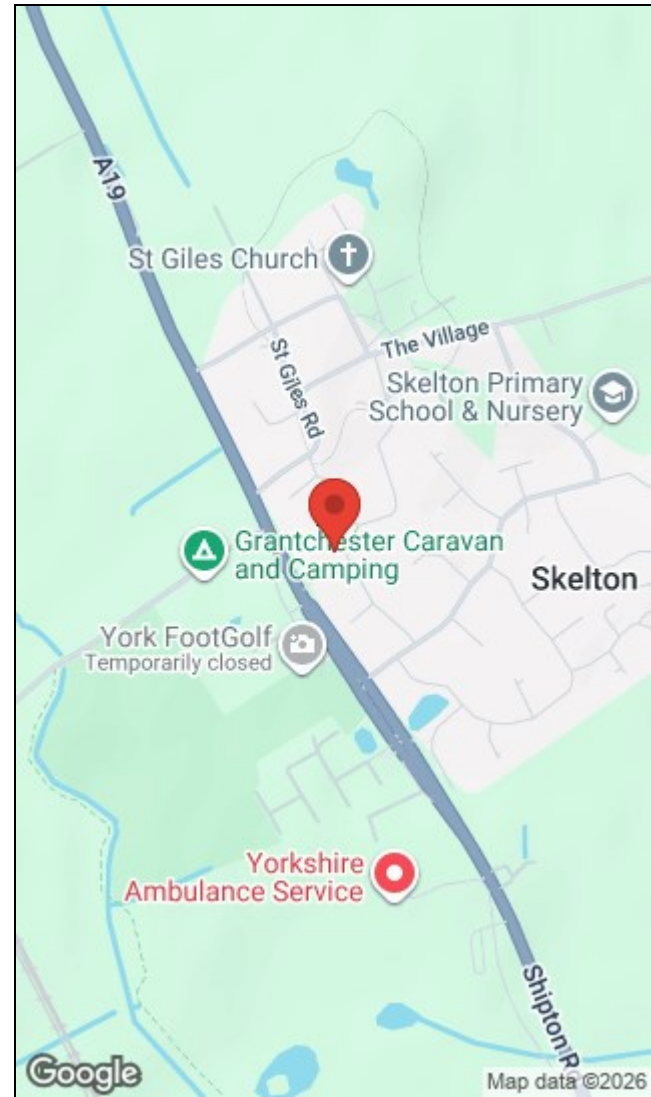 A19
St Giles Church
St Giles Rd
The Village
Skelton Primary
School & Nursery
Grantchester Caravan
and Camping
Skelton
York FootGolf
Temporarily closed
Yorkshire
Ambulance Service
Shipton R
Google
Map data ©2026